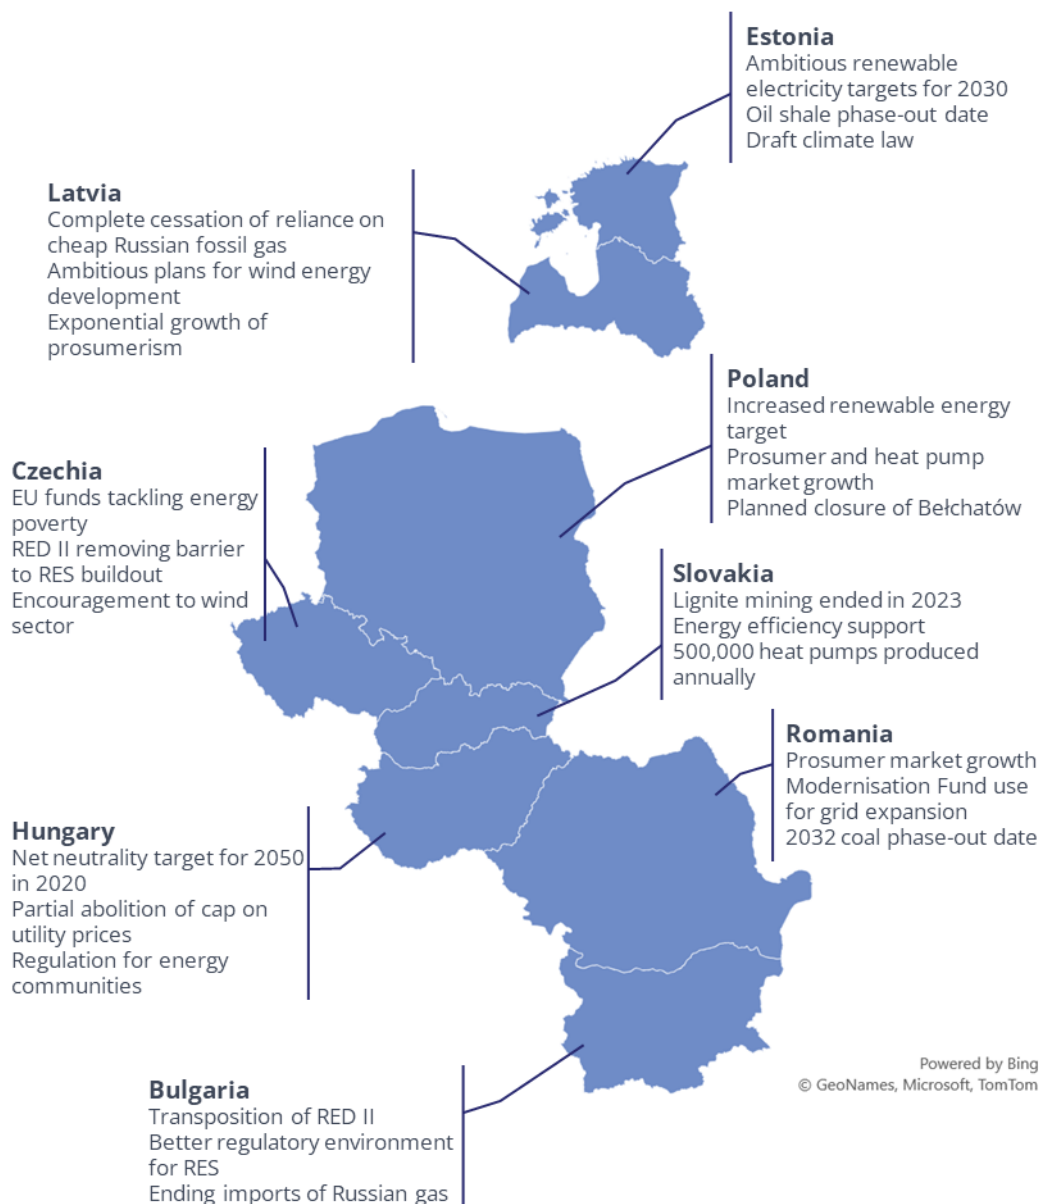 Estonia
Ambitious renewable
electricity targets for 2030
Oil shale phase-out date
Draft climate law
Latvia
Complete cessation of reliance on
cheap Russian fossil gas
Ambitious plans for wind energy
development
Exponential growth of
prosumerism
Poland
Increased renewable energy
target
Prosumer and heat pump
market growth
Planned closure of Bełchatów
Czechia
EU funds tackling energy
poverty
RED II removing barrier
to RES buildout
Encouragement to wind
sector
Slovakia
Lignite mining ended in 2023
Energy efficiency support
500,000 heat pumps produced
annually
Romania
Prosumer market growth
Modernisation Fund use
for grid expansion
2032 coal phase-out date
Hungary
Net neutrality target for 2050
in 2020
Partial abolition of cap on
utility prices
Regulation for energy
communities
Bulgaria
Transposition of RED II
Better regulatory environment
for RES
Ending imports of Russian gas
Powered by Bing
© GeoNames, Microsoft, TomTom